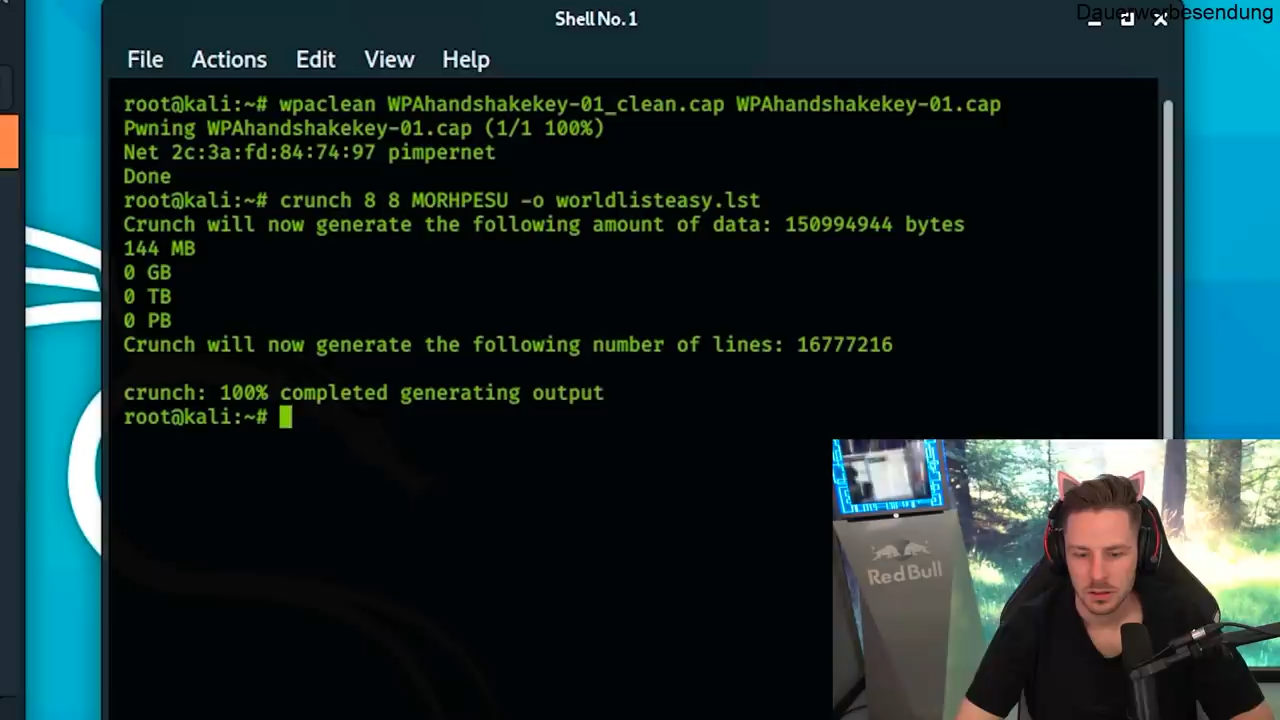 Dauerwerbesendung
Shell No. 1
File Actions Edit View Help
root@kali:~# wpaclean WPAhandshakekey-01_clean.cap WPAhandshakekey-01.cap
Pwning WPAhandshakekey-01.cap (1/1 100%)
Net 2c:3a:fd:84:74:97 pimpernet
Done
root@kali:~# crunch 8 8 MORHPESU -o worldlisteasy.lst
Crunch will now generate the following amount of data: 150994944 bytes
144 MB
0 GB
0 TB
0 PB
Crunch will now generate the following number of lines: 16777216
crunch: 100% completed generating output
root@kali:~#
Red Bull